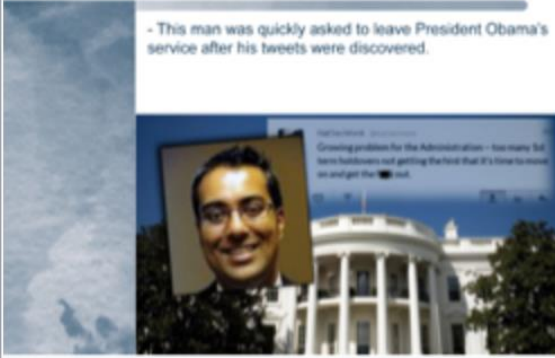 - This man was quickly asked to leave President Obama's
service after his tweets were discovered.
Growing problem for the Administration – too many 1st
term holdovers not getting the hint that it's time to move
on and get the out.